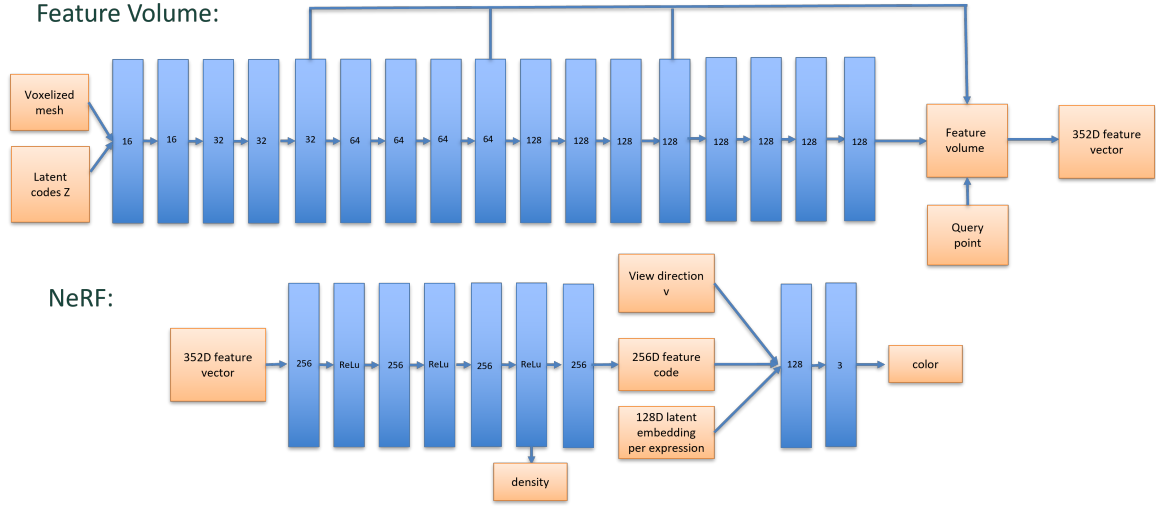 Feature Volume:
Voxelized
mesh
Latent
codes Z
16
16
32
32
32
64
64
64
64
128
128
128
128
128
128
128
128
Feature
volume
352D feature
vector
Query
point
NeRF:
352D feature
vector
256
ReLu
256
ReLu
256
ReLu
256
density
View direction
v
256D feature
code
128D latent
embedding
per expression
128
3
color